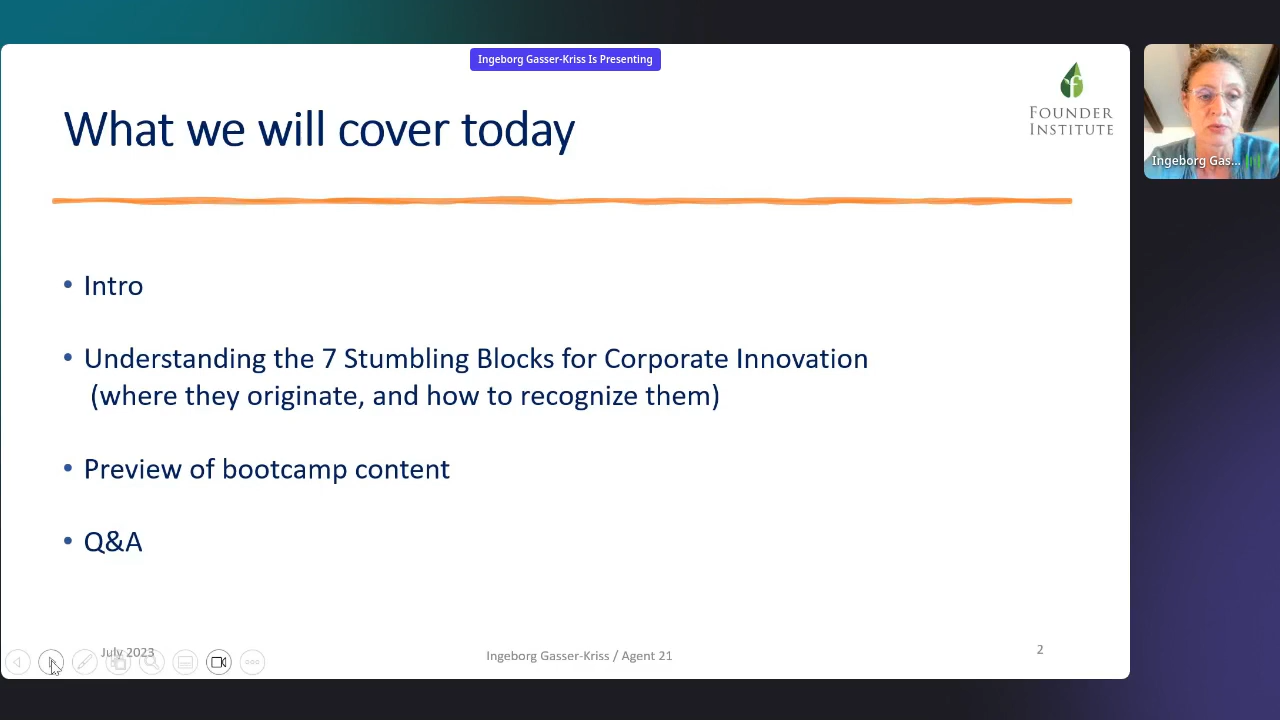 Ingeborg Gasser-Kriss Is Presenting
What we will cover today
FOUNDER
INSTITUTE
Ingeborg Gas...
• Intro
• Understanding the 7 Stumbling Blocks for Corporate Innovation
(where they originate, and how to recognize them)
• Preview of bootcamp content
• Q&A
July 2023
Ingeborg Gasser-Kriss / Agent 21
2